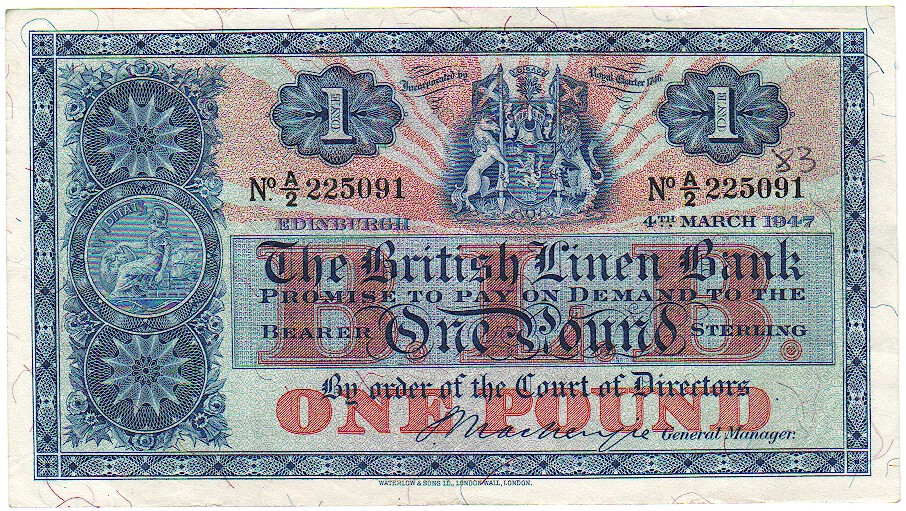 Incorporated by Royal Charter 1746
1 ONE 1 ONE
83
Nº A/2 225091 Nº A/2 225091
EDINBURGH 4TH MARCH 1947
The British Linen Bank
PROMISE TO PAY ON DEMAND TO THE
BEARER One Pound STERLING
B.L.B.
By order of the Court of Directors
ONE POUND
General Manager.
WATERLOW & SONS LD., LONDON WALL, LONDON.